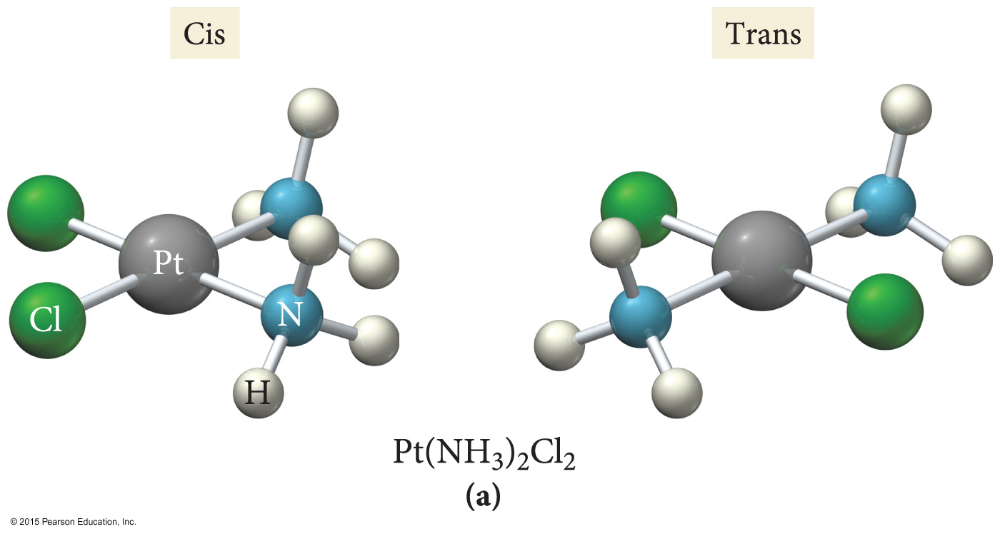 Cis
Trans
Pt
Cl
N
H
Pt(NH₃)₂Cl₂
(a)
© 2015 Pearson Education, Inc.